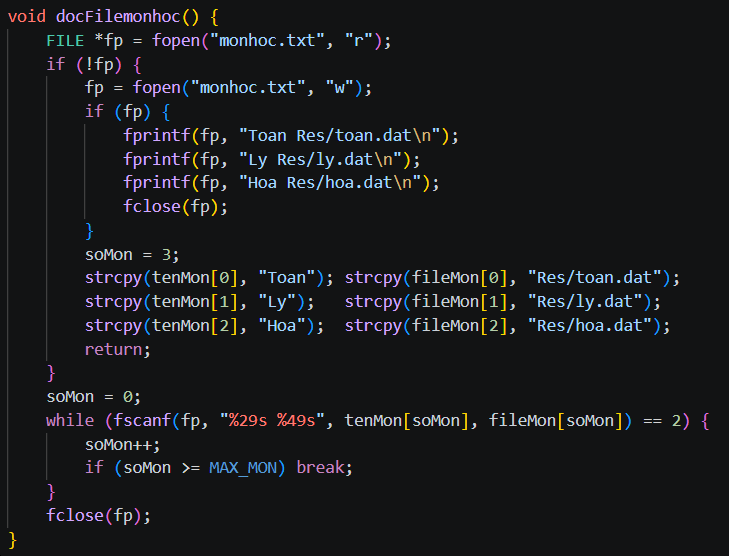 void docFilemonhoc() {
    FILE *fp = fopen("monhoc.txt", "r");
    if (!fp) {
        fp = fopen("monhoc.txt", "w");
        if (fp) {
            fprintf(fp, "Toan Res/toan.dat\n");
            fprintf(fp, "Ly Res/ly.dat\n");
            fprintf(fp, "Hoa Res/hoa.dat\n");
            fclose(fp);
        }
        soMon = 3;
        strcpy(tenMon[0], "Toan"); strcpy(fileMon[0], "Res/toan.dat");
        strcpy(tenMon[1], "Ly");   strcpy(fileMon[1], "Res/ly.dat");
        strcpy(tenMon[2], "Hoa");  strcpy(fileMon[2], "Res/hoa.dat");
        return;
    }
    soMon = 0;
    while (fscanf(fp, "%29s %49s", tenMon[soMon], fileMon[soMon]) == 2) {
        soMon++;
        if (soMon >= MAX_MON) break;
    }
    fclose(fp);
}